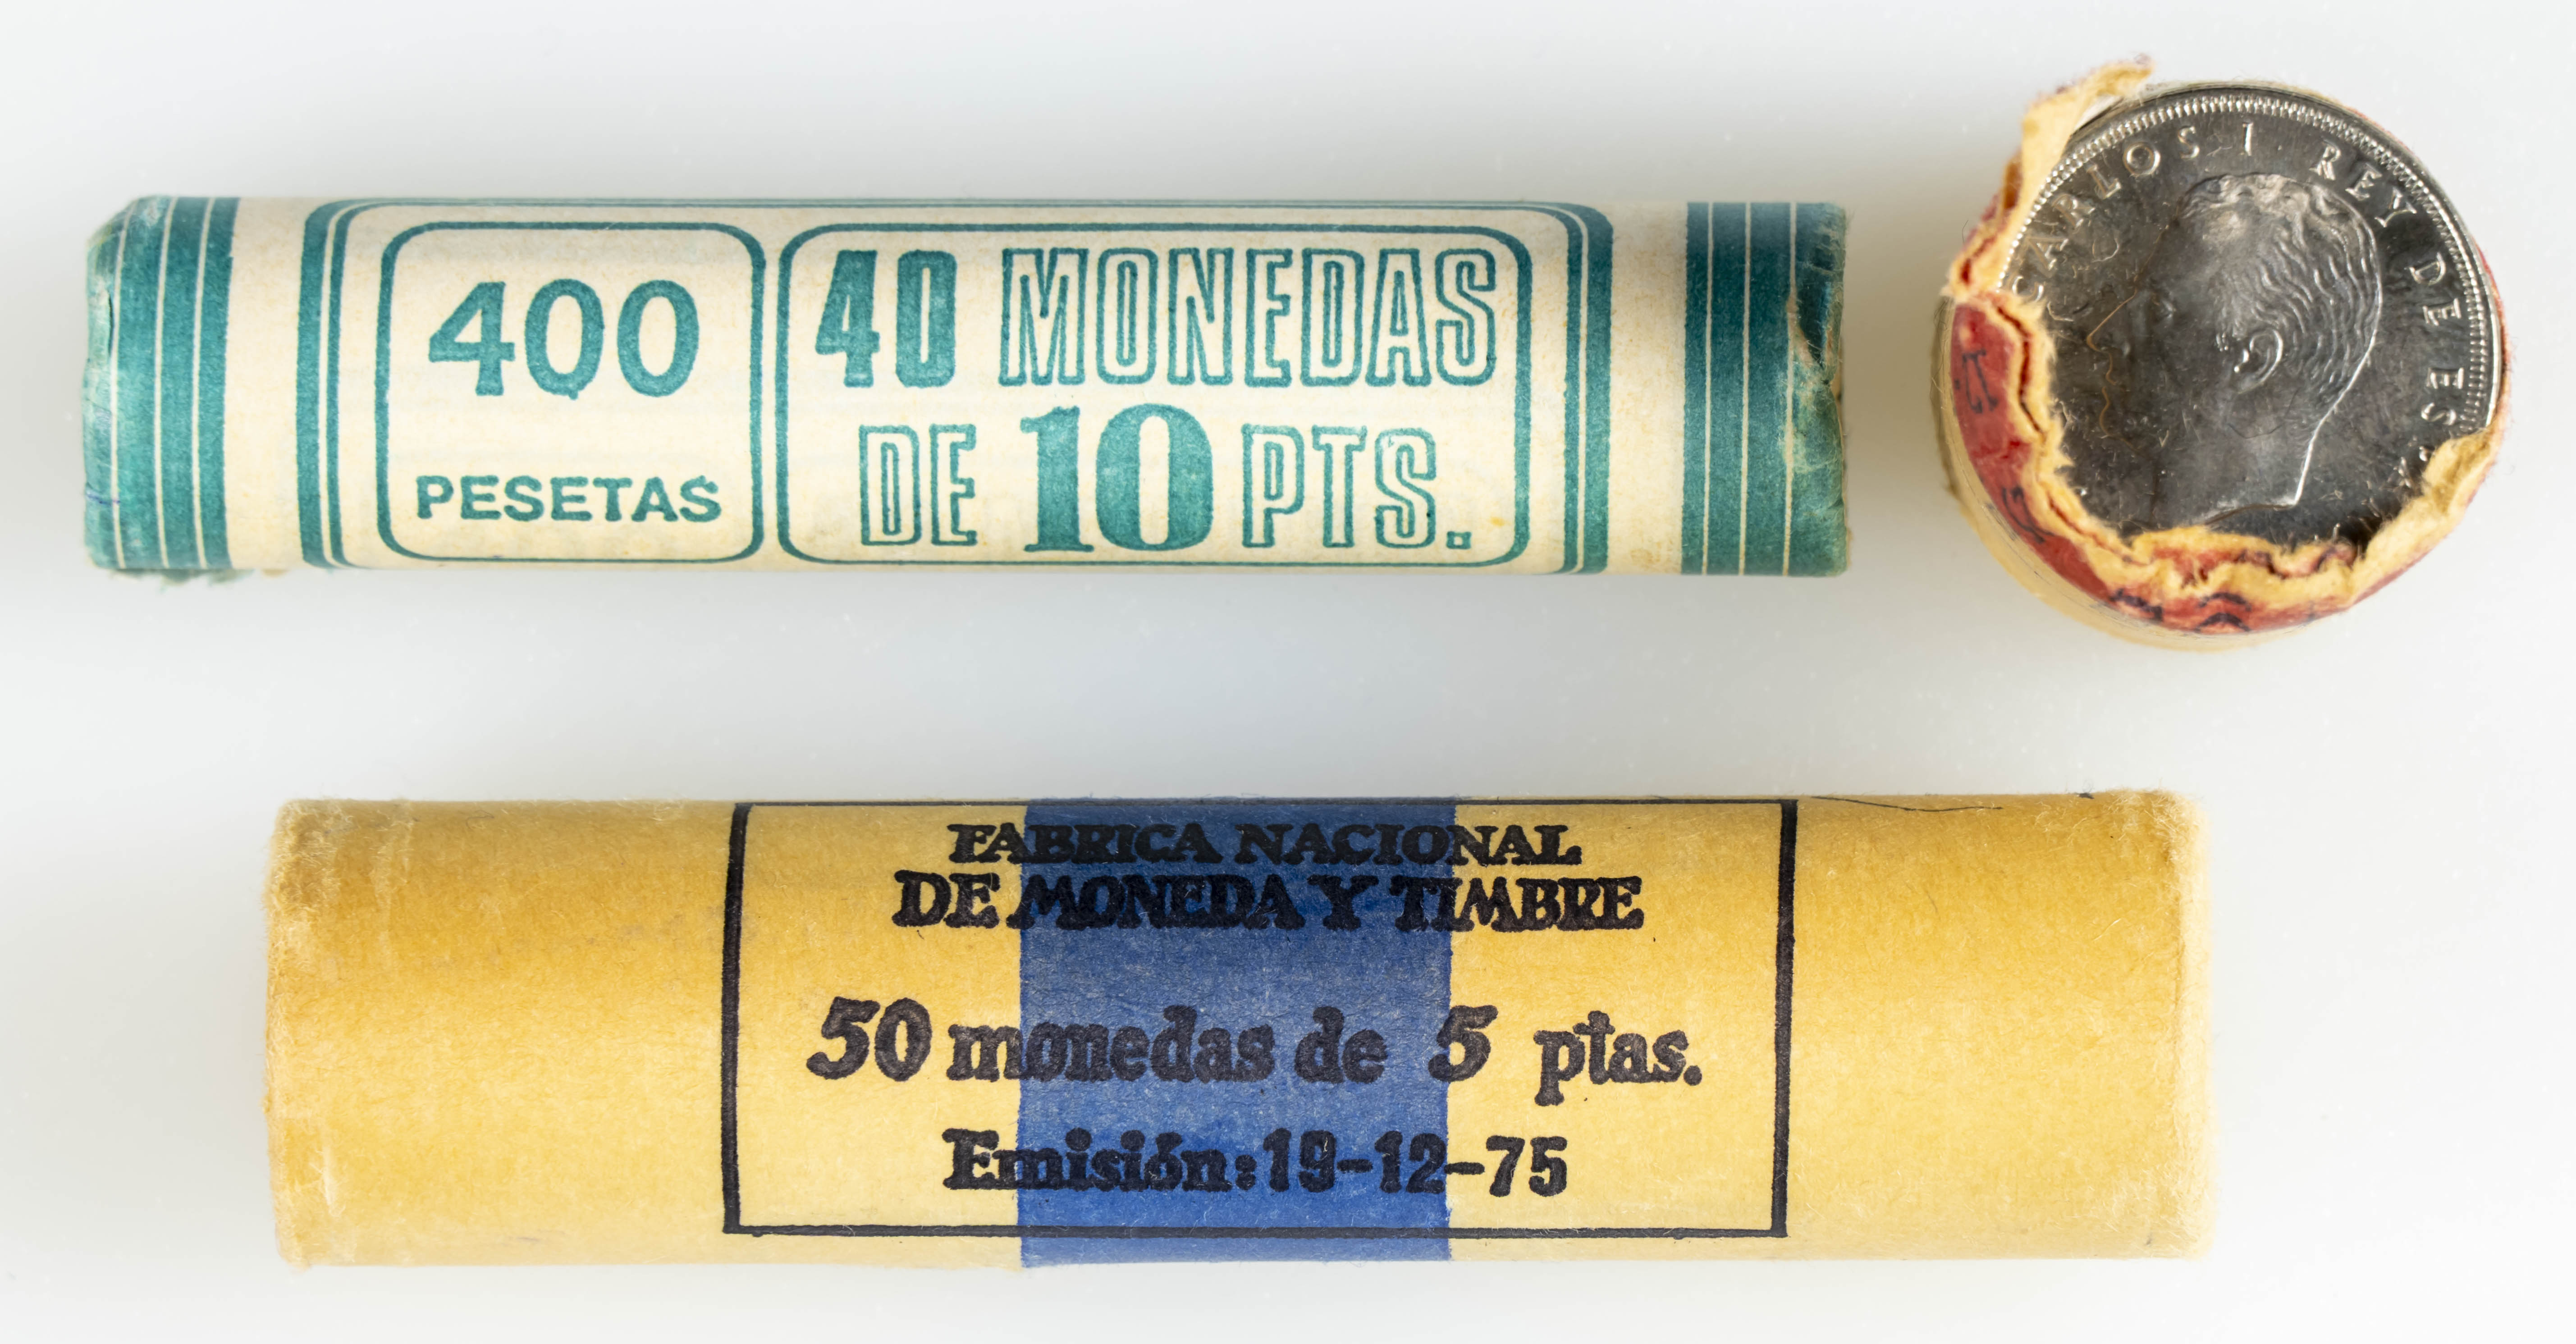 400
PESETAS
40 MONEDAS
DE 10 PTS.
CARLOS I REY DE ES
FABRICA NACIONAL
DE MONEDA Y TIMBRE
50 monedas de 5 ptas.
Emisión: 19-12-75